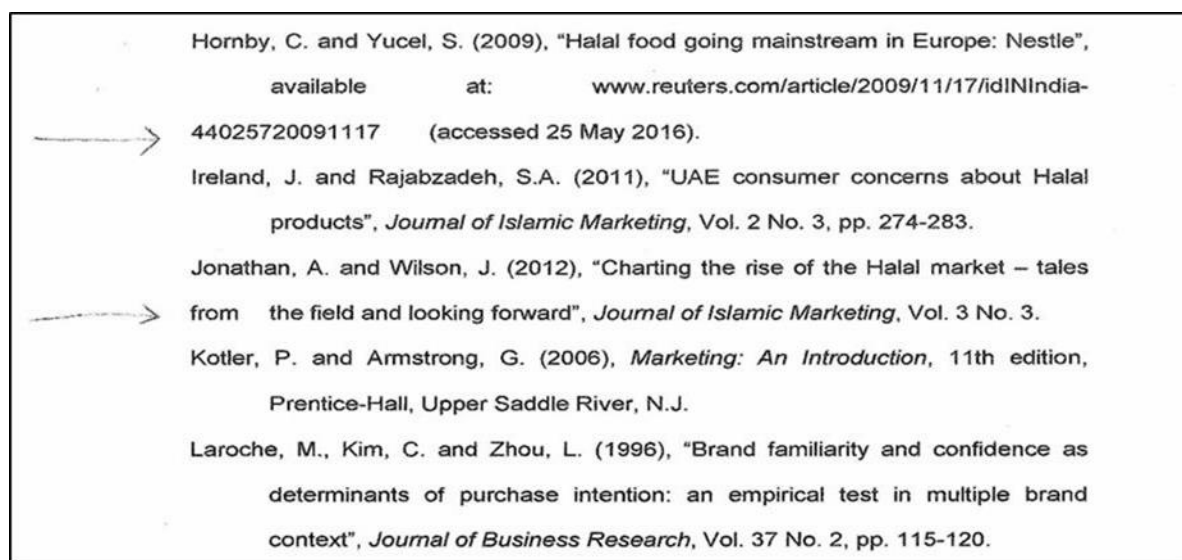 Hornby, C. and Yucel, S. (2009), “Halal food going mainstream in Europe: Nestle”,
available at: www.reuters.com/article/2009/11/17/idINIndia-
44025720091117 (accessed 25 May 2016).
Ireland, J. and Rajabzadeh, S.A. (2011), “UAE consumer concerns about Halal
products”, Journal of Islamic Marketing, Vol. 2 No. 3, pp. 274-283.
Jonathan, A. and Wilson, J. (2012), “Charting the rise of the Halal market – tales
from the field and looking forward”, Journal of Islamic Marketing, Vol. 3 No. 3.
Kotler, P. and Armstrong, G. (2006), Marketing: An Introduction, 11th edition,
Prentice-Hall, Upper Saddle River, N.J.
Laroche, M., Kim, C. and Zhou, L. (1996), “Brand familiarity and confidence as
determinants of purchase intention: an empirical test in multiple brand
context”, Journal of Business Research, Vol. 37 No. 2, pp. 115-120.